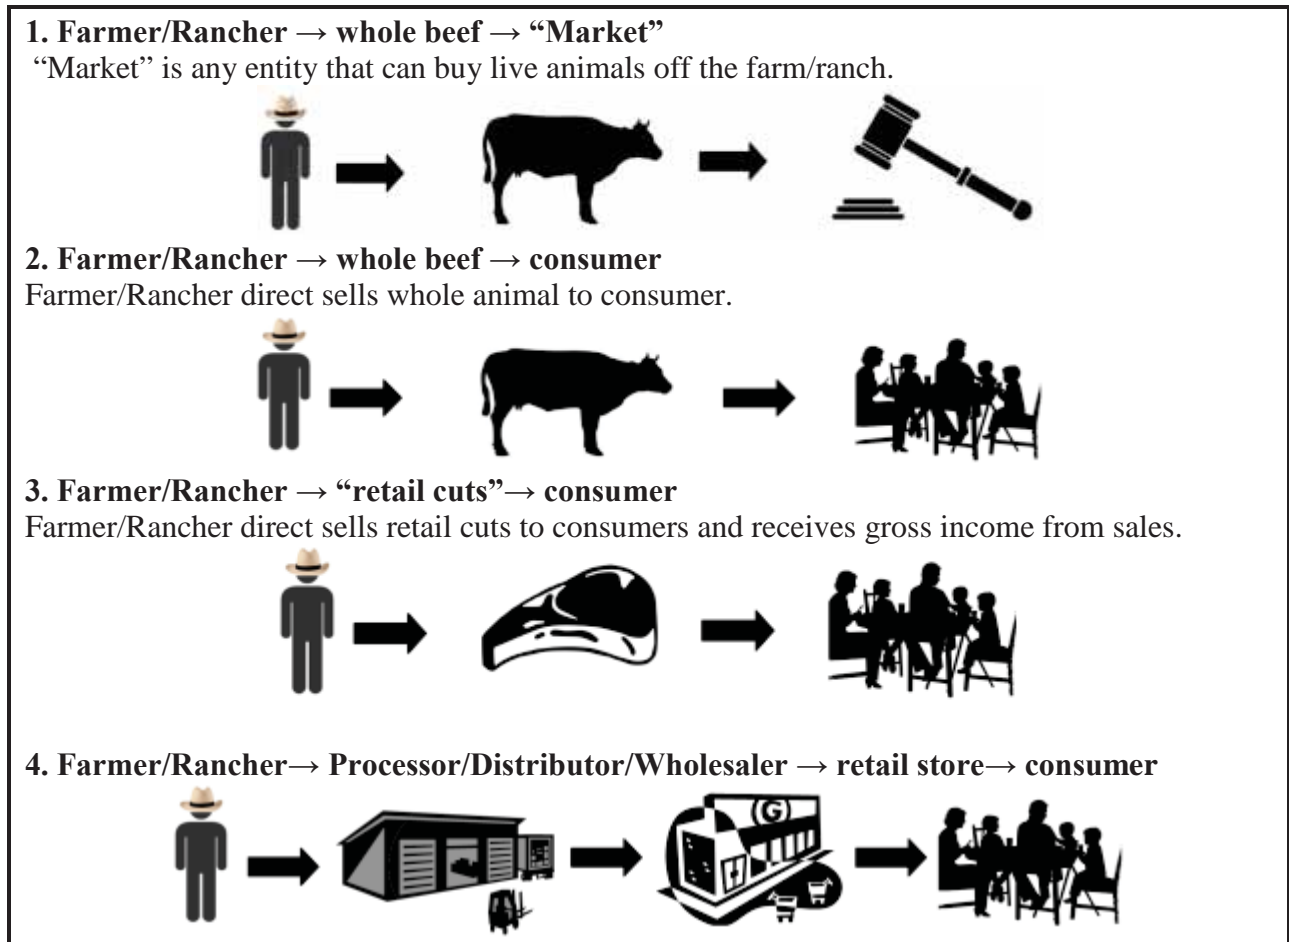 1. Farmer/Rancher → whole beef → “Market”
“Market” is any entity that can buy live animals off the farm/ranch.
2. Farmer/Rancher → whole beef → consumer
Farmer/Rancher direct sells whole animal to consumer.
3. Farmer/Rancher → “retail cuts”→ consumer
Farmer/Rancher direct sells retail cuts to consumers and receives gross income from sales.
4. Farmer/Rancher→ Processor/Distributor/Wholesaler → retail store→ consumer
G